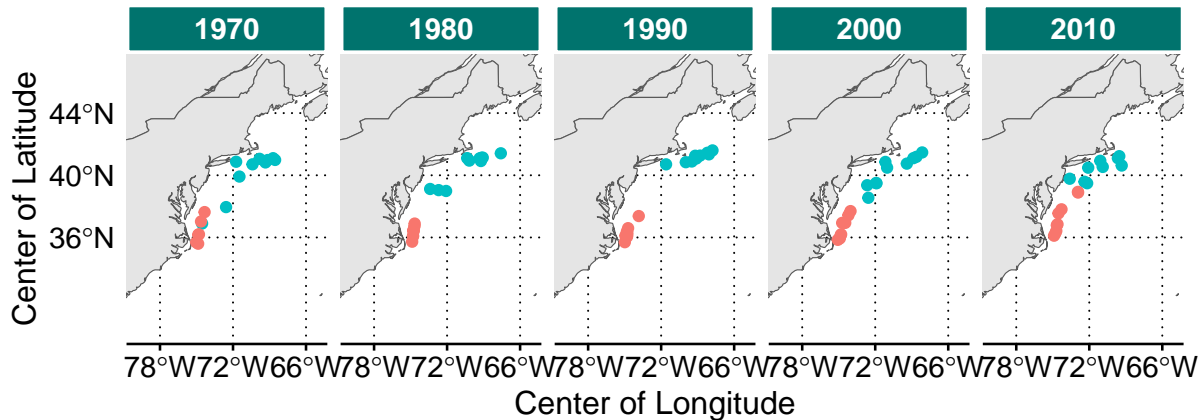 1970 1980 1990 2000 2010
Center of Latitude
44°N
40°N
36°N
78°W72°W66°W78°W72°W66°W78°W72°W66°W78°W72°W66°W78°W72°W66°W
Center of Longitude